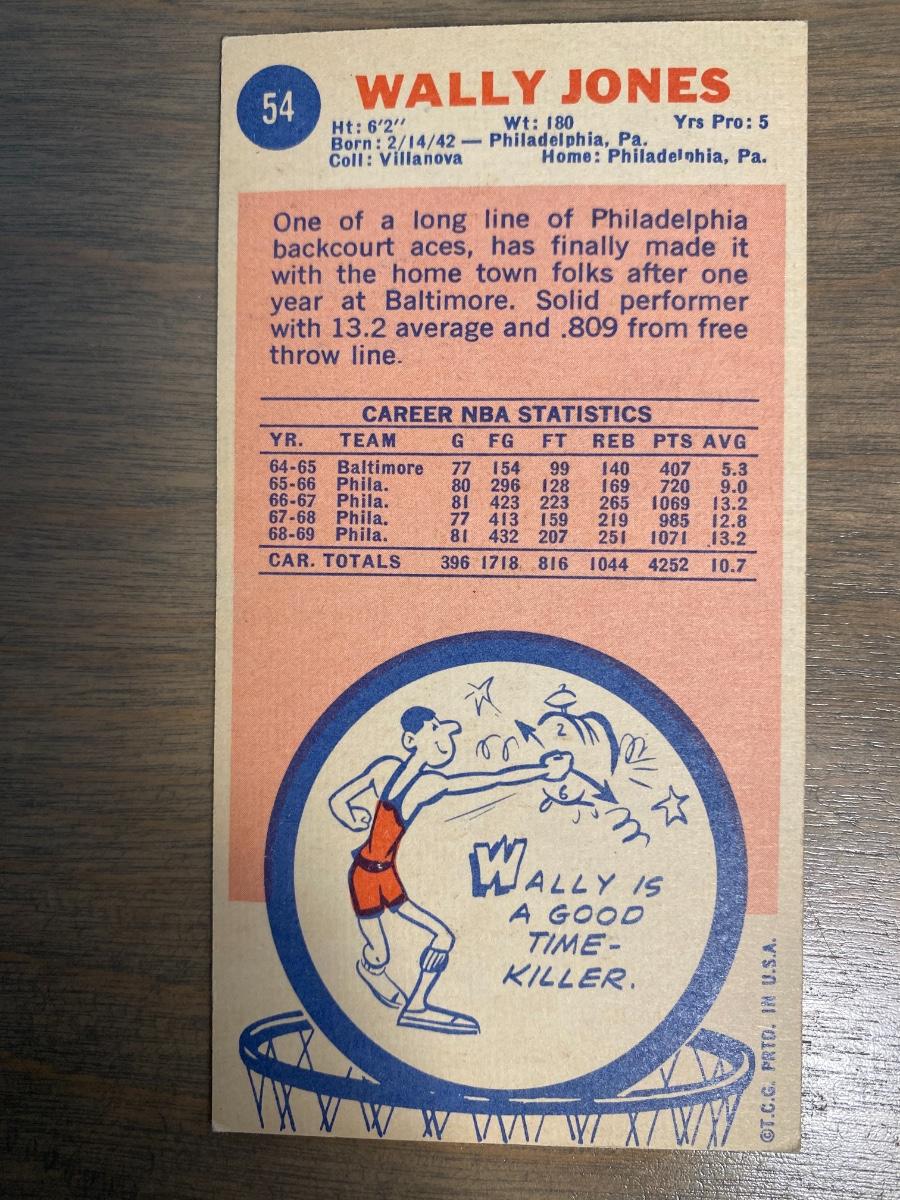 54
WALLY JONES
Ht: 6'2" Wt: 180 Yrs Pro: 5
Born: 2/14/42 — Philadelphia, Pa.
Coll: Villanova Home: Philadelphia, Pa.
One of a long line of Philadelphia
backcourt aces, has finally made it
with the home town folks after one
year at Baltimore. Solid performer
with 13.2 average and .809 from free
throw line.
CAREER NBA STATISTICS
YR. TEAM G FG FT REB PTS AVG
64-65 Baltimore 77 154 99 140 407 5.3
65-66 Phila. 80 296 128 169 720 9.0
66-67 Phila. 81 423 223 265 1069 13.2
67-68 Phila. 77 413 159 219 985 12.8
68-69 Phila. 81 432 207 251 1071 13.2
CAR. TOTALS 396 1718 816 1044 4252 10.7
2
6
WALLY IS
A GOOD
TIME-
KILLER.
©T.C.G. PRTD. IN U.S.A.